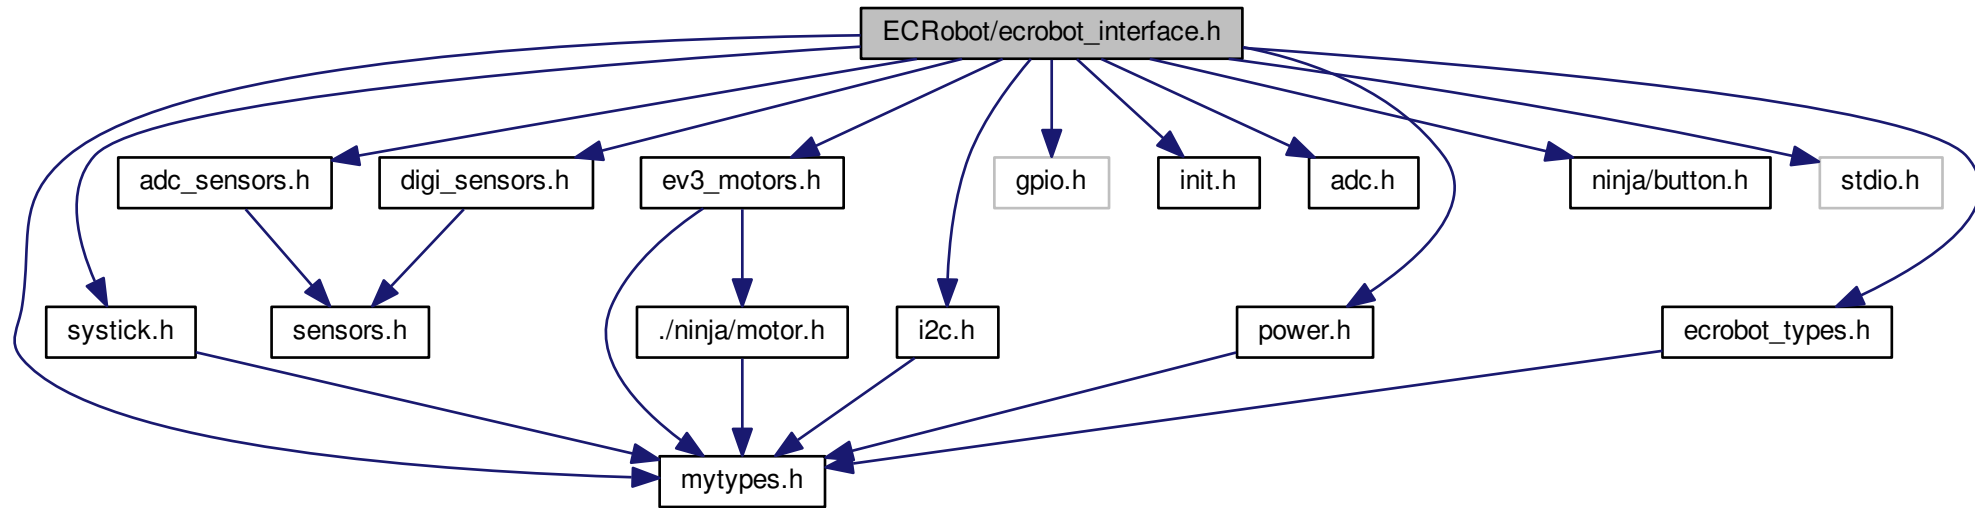 ECRobot/ecrobot_interface.h
adc_sensors.h
digi_sensors.h
ev3_motors.h
gpio.h
init.h
adc.h
ninja/button.h
stdio.h
systick.h
sensors.h
./ninja/motor.h
i2c.h
power.h
ecrobot_types.h
mytypes.h